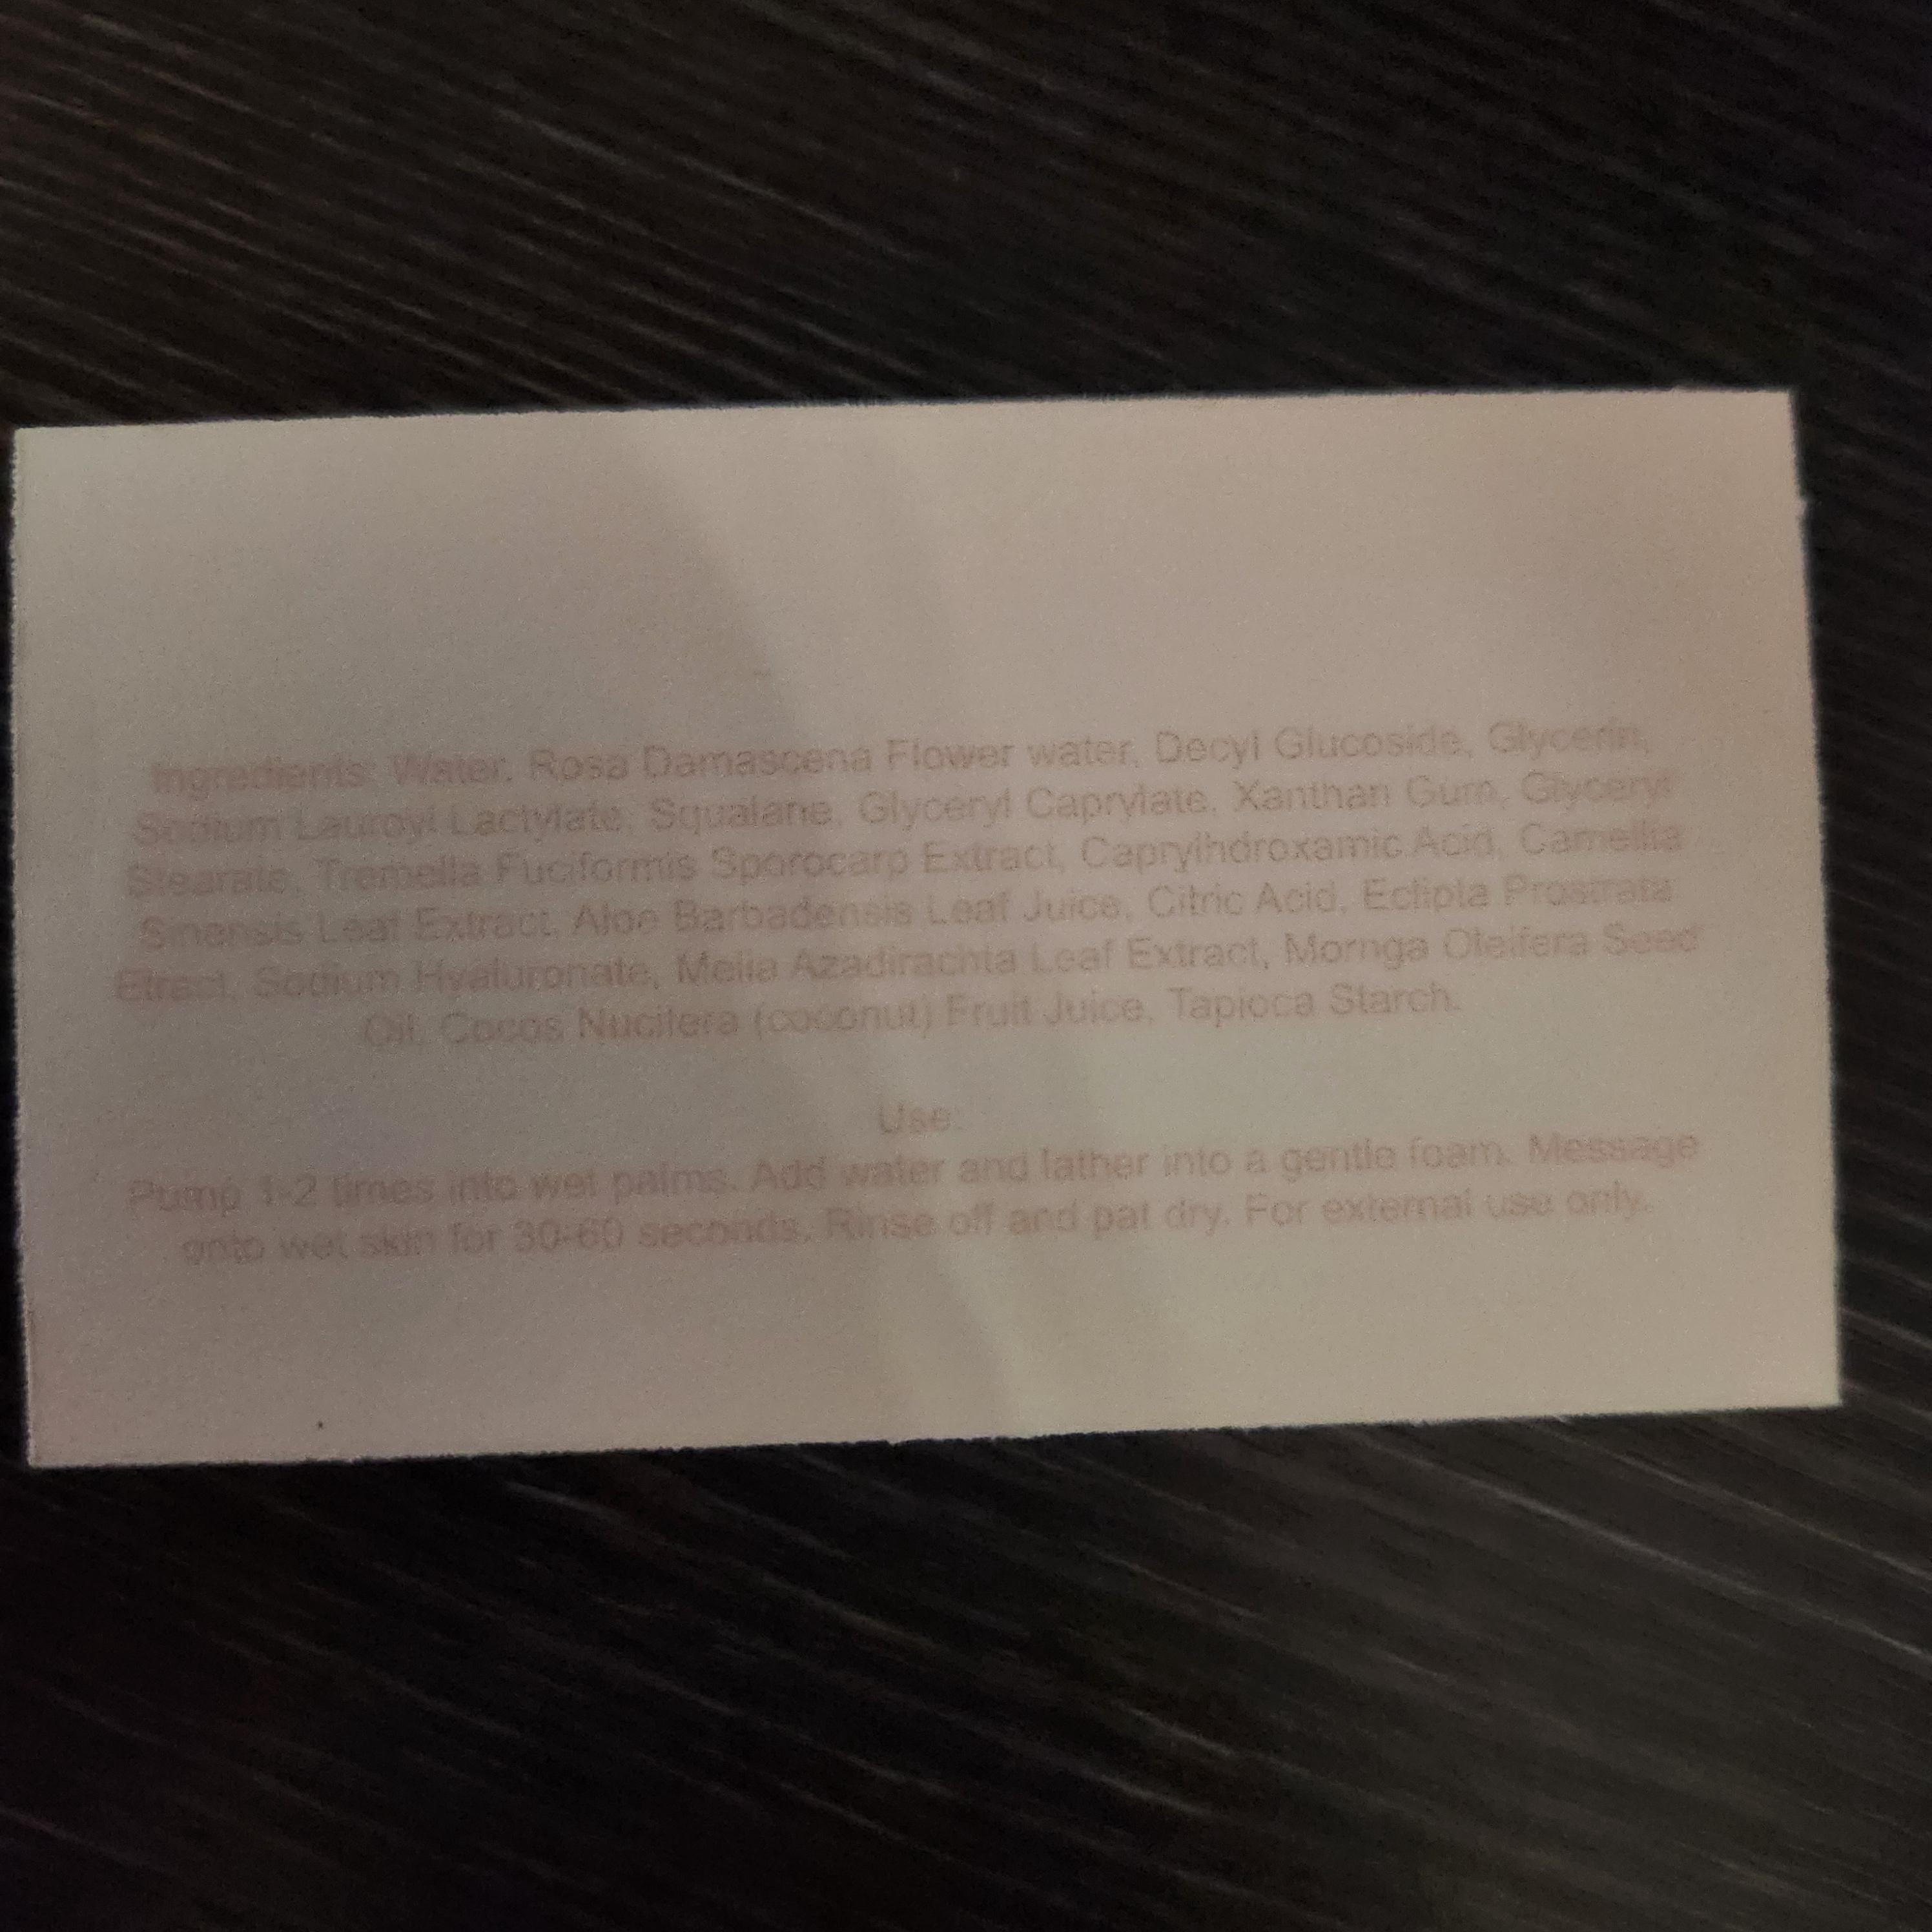 Ingredients: Water, Rosa Damascena Flower water, Decyl Glucoside, Glycerin,
Sodium Lauroyl Lactylate, Squalane, Glyceryl Caprylate, Xanthan Gum, Glyceryl
Stearate, Tremella Fuciformis Sporocarp Extract, Caprylhdroxamic Acid, Camellia
Sinensis Leaf Extract, Aloe Barbadensis Leaf Juice, Citric Acid, Eclipta Prostrata
Etract, Sodium Hyaluronate, Melia Azadirachta Leaf Extract, Mornga Oleifera Seed
Oil, Cocos Nucifera (coconut) Fruit Juice, Tapioca Starch.
Use:
Pump 1-2 times into wet palms. Add water and lather into a gentle foam. Message
onto wet skin for 30-60 seconds. Rinse off and pat dry. For external use only.